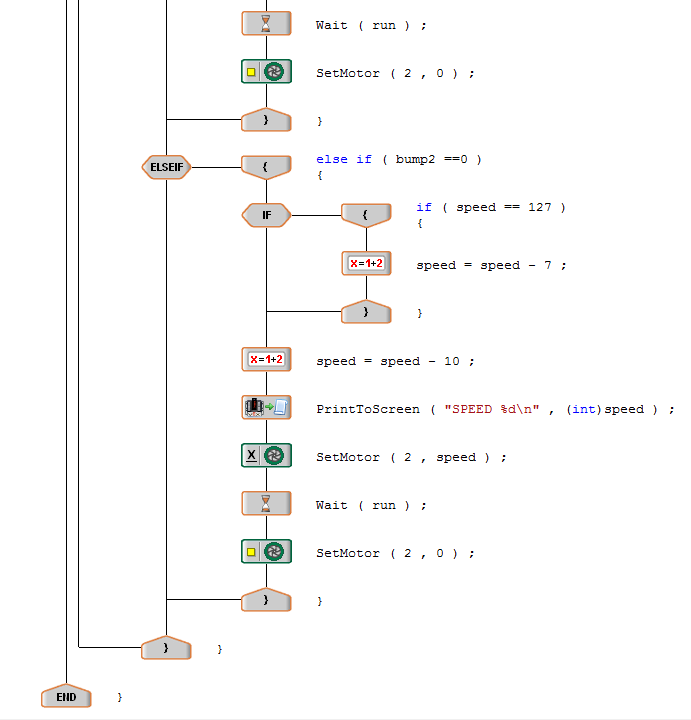 Wait ( run ) ;
SetMotor ( 2 , 0 ) ;
} }
ELSEIF { else if ( bump2 ==0 )
{
IF { if ( speed == 127 )
{
X=1+2 speed = speed - 7 ;
} }
X=1+2 speed = speed - 10 ;
PrintToScreen ( "SPEED %d\n" , (int)speed ) ;
X SetMotor ( 2 , speed ) ;
Wait ( run ) ;
SetMotor ( 2 , 0 ) ;
} }
} }
END }